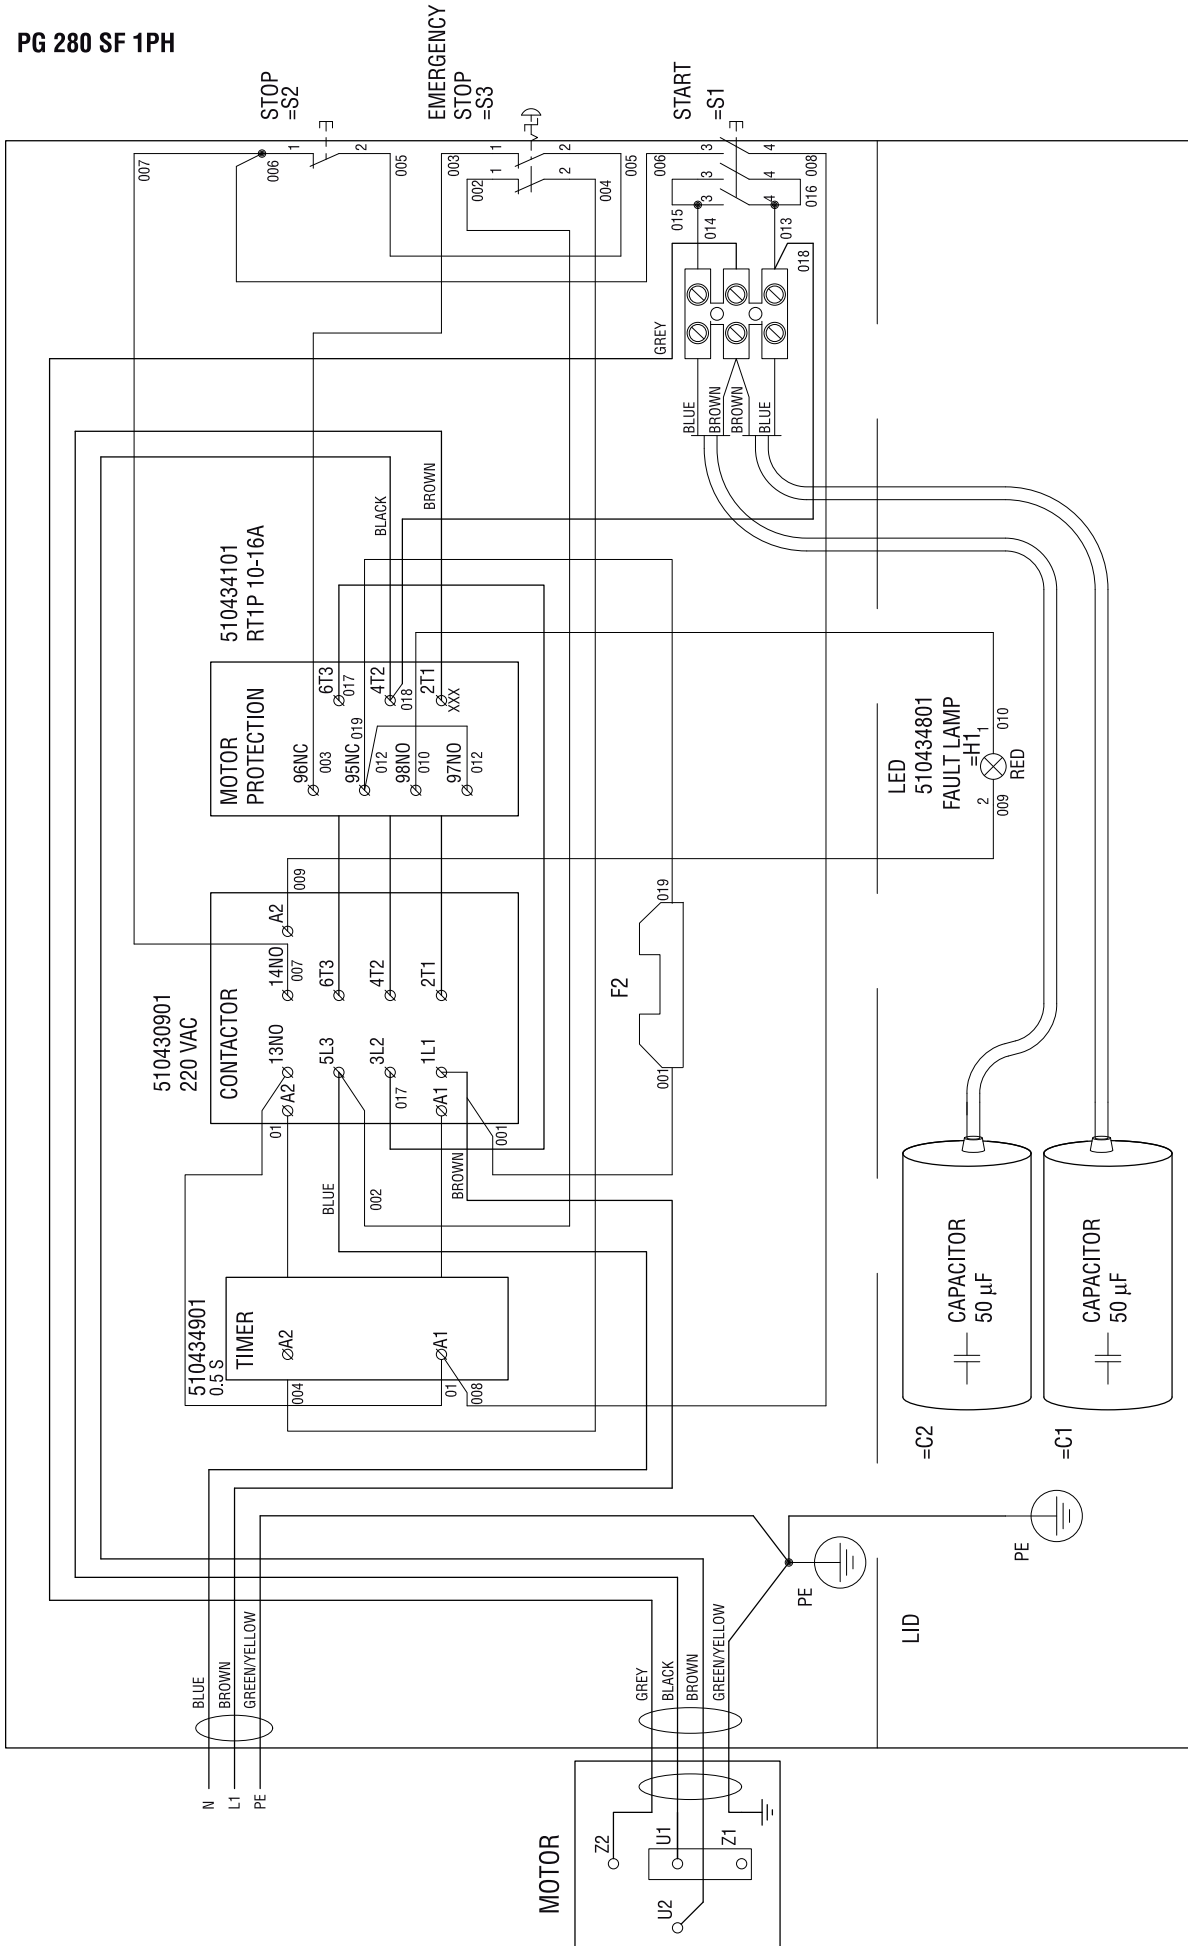 PG 280 SF 1PH
STOP
=S2
EMERGENCY
STOP
=S3
START
=S1
007
006
1
2
005
003
002
1
1
2
2
005
004
006
3
3
3
4
4
4
008
016
015
014
013
018
GREY
BLUE
BROWN
BROWN
BLUE
BLACK
BROWN
510434101
RT1P 10-16A
MOTOR
PROTECTION
6T3
017
4T2
018
2T1
XXX
96NC
003
95NC
019
012
98NO
010
97NO
012
LED
510434801
FAULT LAMP
=H1
1
010
2
009
RED
510430901
220 VAC
CONTACTOR
A2
009
14NO
007
6T3
4T2
2T1
13NO
A2
01
5L3
3L2
017
1L1
A1
001
F2
019
001
BLUE
002
BROWN
510434901
0.5 S
TIMER
A2
004
A1
01
008
CAPACITOR
50 µF
=C2
CAPACITOR
50 µF
=C1
PE
PE
LID
BLUE
BROWN
GREEN/YELLOW
N
L1
PE
GREY
BLACK
BROWN
GREEN/YELLOW
MOTOR
Z2
U1
Z1
U2